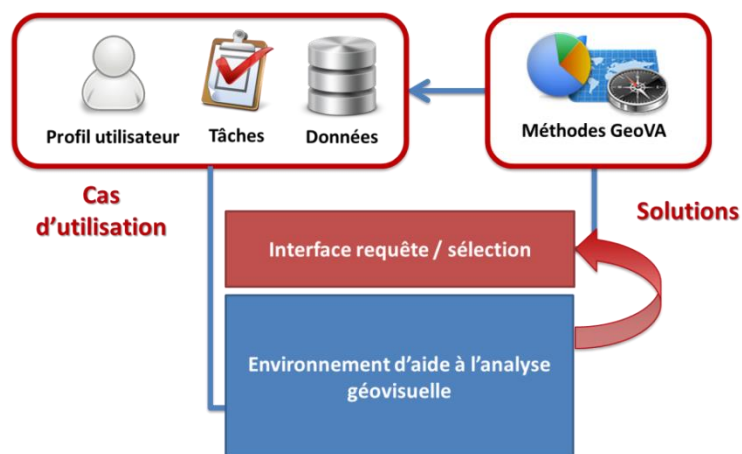 Profil utilisateur
Tâches
Données
Méthodes GeoVA
Cas
d'utilisation
Solutions
Interface requête / sélection
Environnement d'aide à l'analyse
géovisuelle